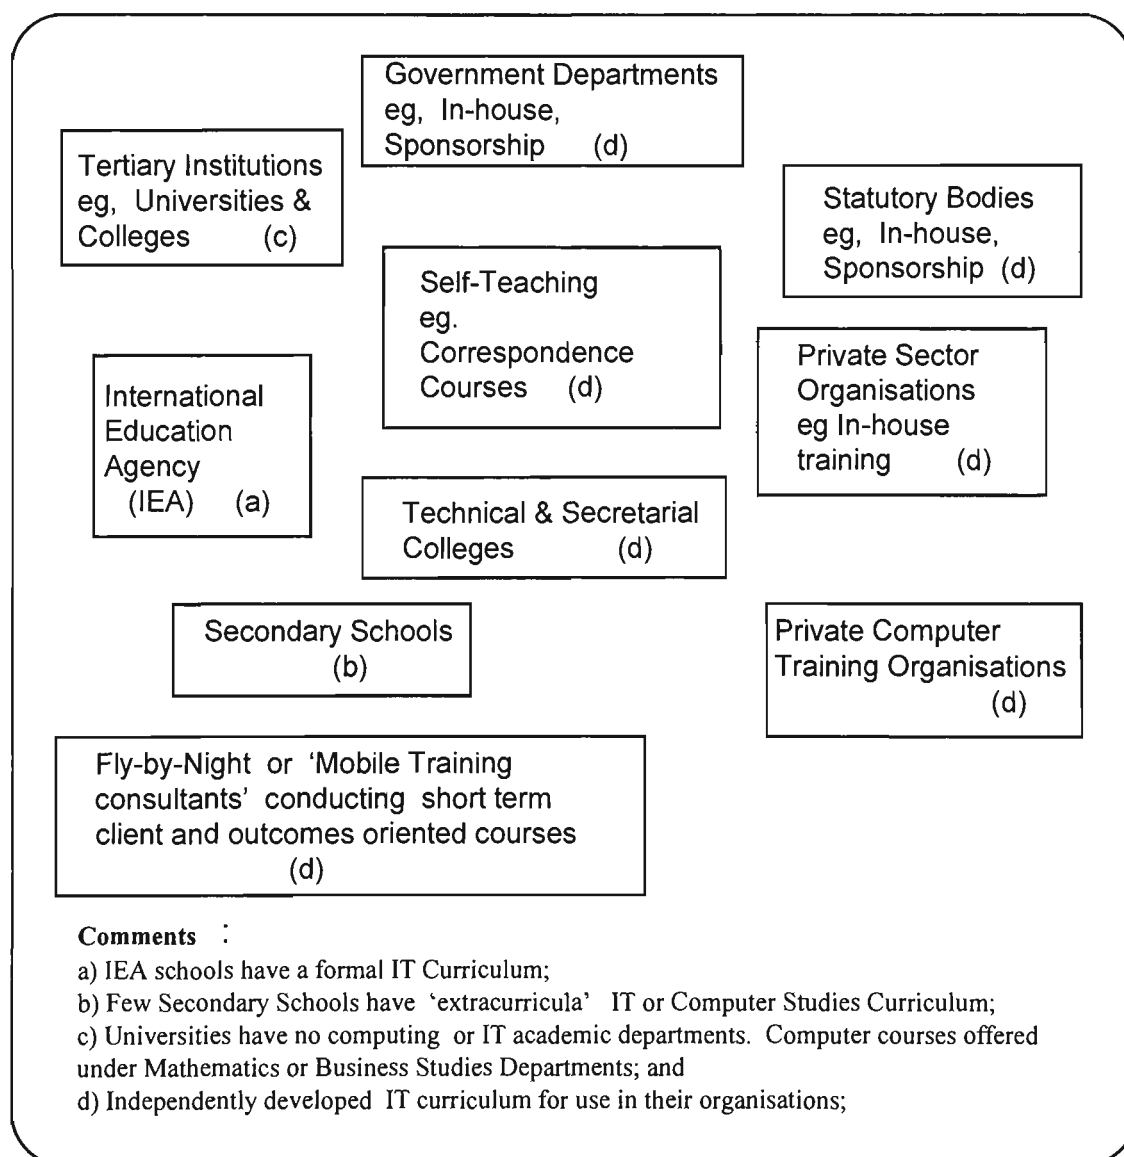 Government Departments
eg, In-house,
Sponsorship (d)
Tertiary Institutions
eg, Universities &
Colleges (c)
Statutory Bodies
eg, In-house,
Sponsorship (d)
Self-Teaching
eg.
Correspondence
Courses (d)
Private Sector
Organisations
eg In-house
training (d)
International
Education
Agency
(IEA) (a)
Technical & Secretarial
Colleges (d)
Secondary Schools
(b)
Private Computer
Training Organisations
(d)
Fly-by-Night or ‘Mobile Training
consultants’ conducting short term
client and outcomes oriented courses
(d)
Comments :
a) IEA schools have a formal IT Curriculum;
b) Few Secondary Schools have ‘extracurricula’ IT or Computer Studies Curriculum;
c) Universities have no computing or IT academic departments. Computer courses offered
under Mathematics or Business Studies Departments; and
d) Independently developed IT curriculum for use in their organisations;